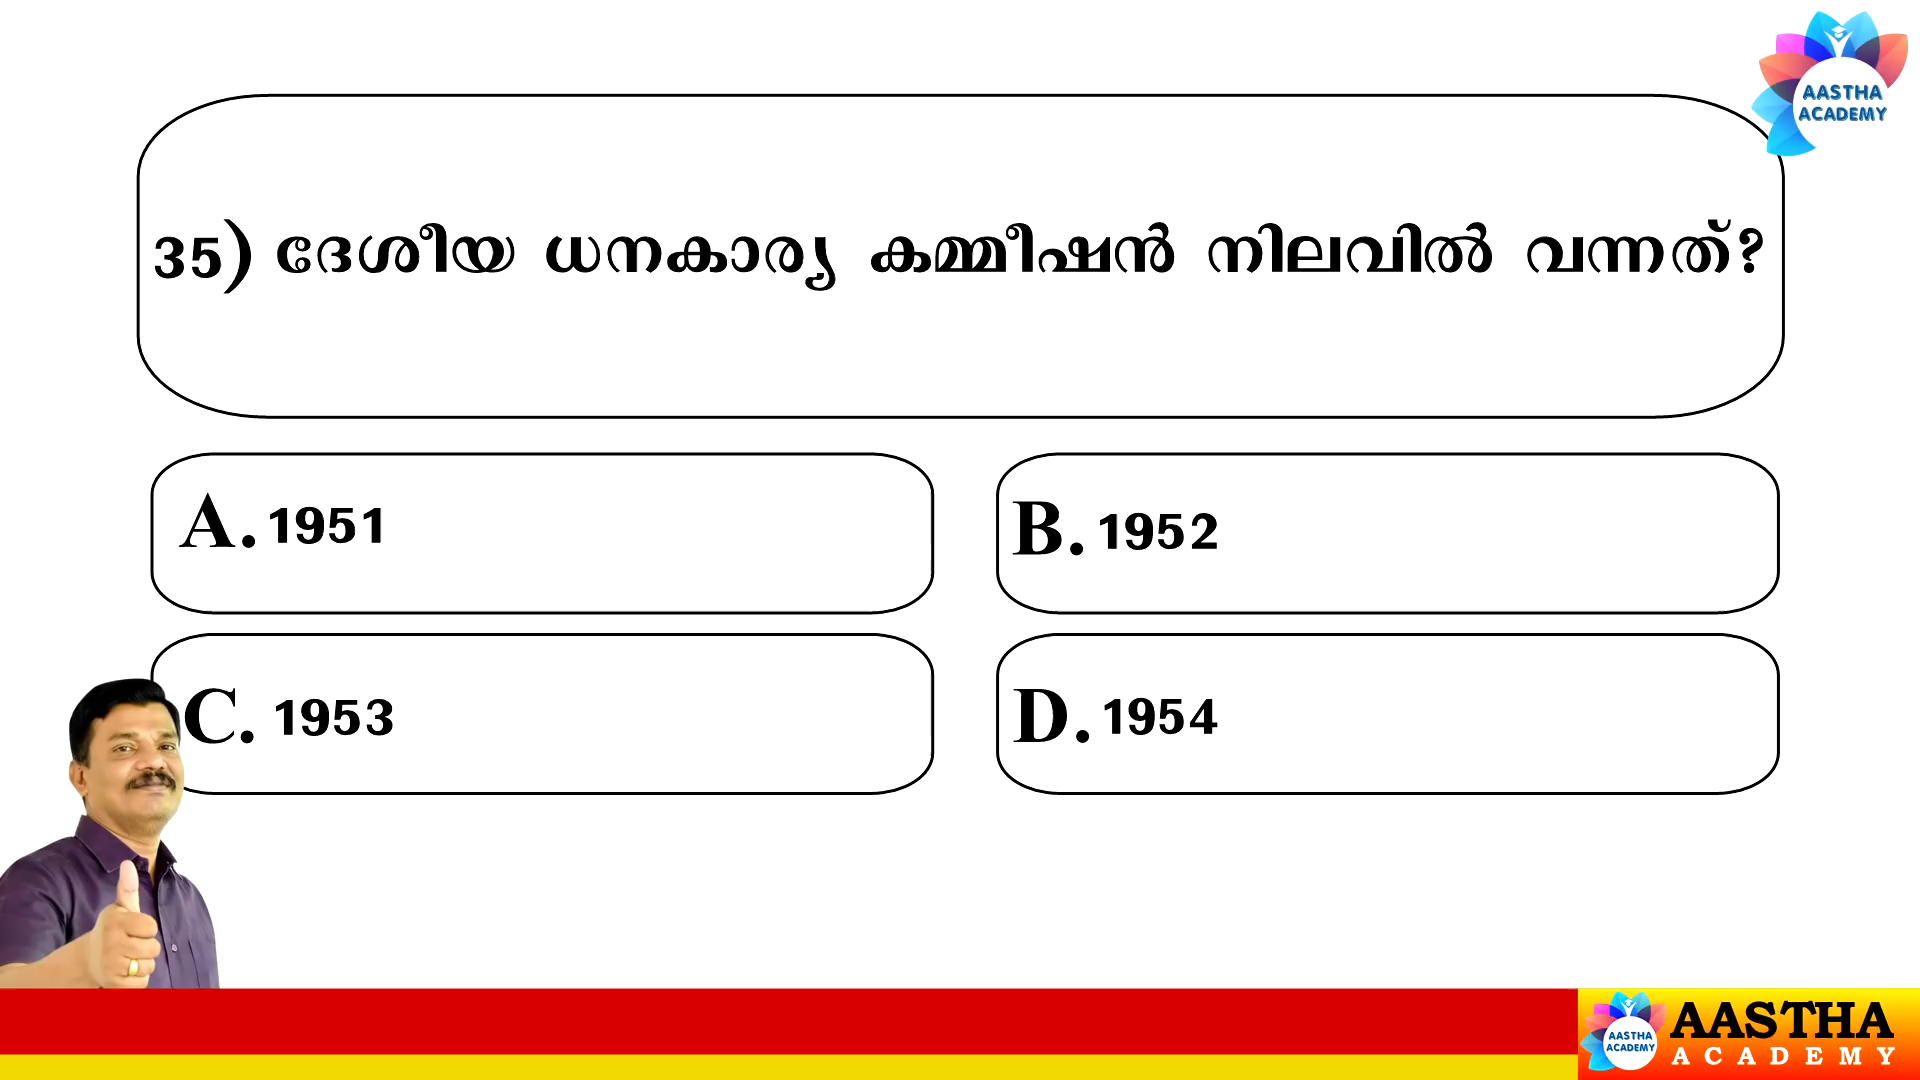 AASTHA
ACADEMY
35) ദേശീയ ധനകാര്യ കമ്മീഷൻ നിലവിൽ വന്നത്?
A. 1951
B. 1952
C. 1953
D. 1954
AASTHA
ACADEMY
AASTHA
ACADEMY